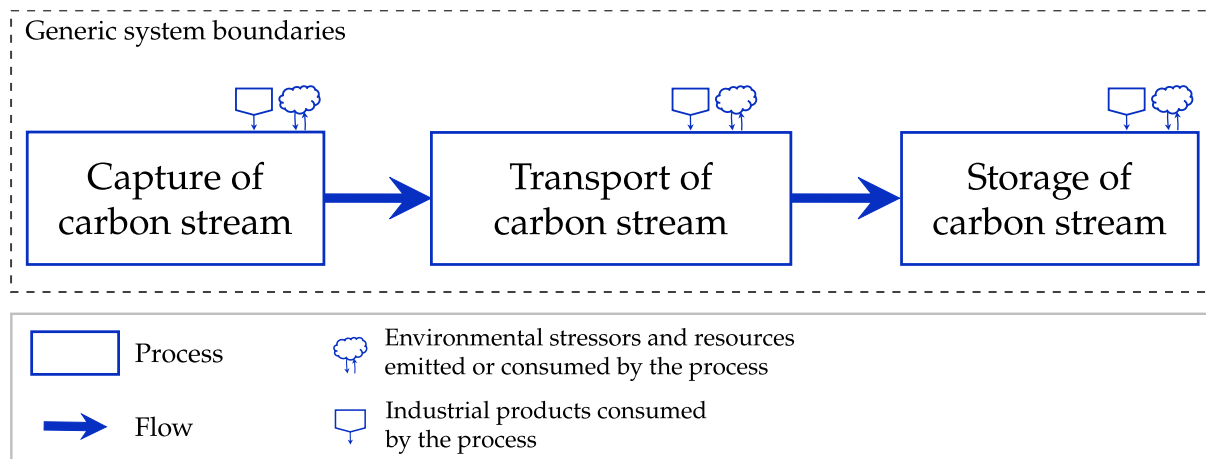 Generic system boundaries
Capture of
carbon stream
Transport of
carbon stream
Storage of
carbon stream
Process
Environmental stressors and resources
emitted or consumed by the process
Flow
Industrial products consumed
by the process